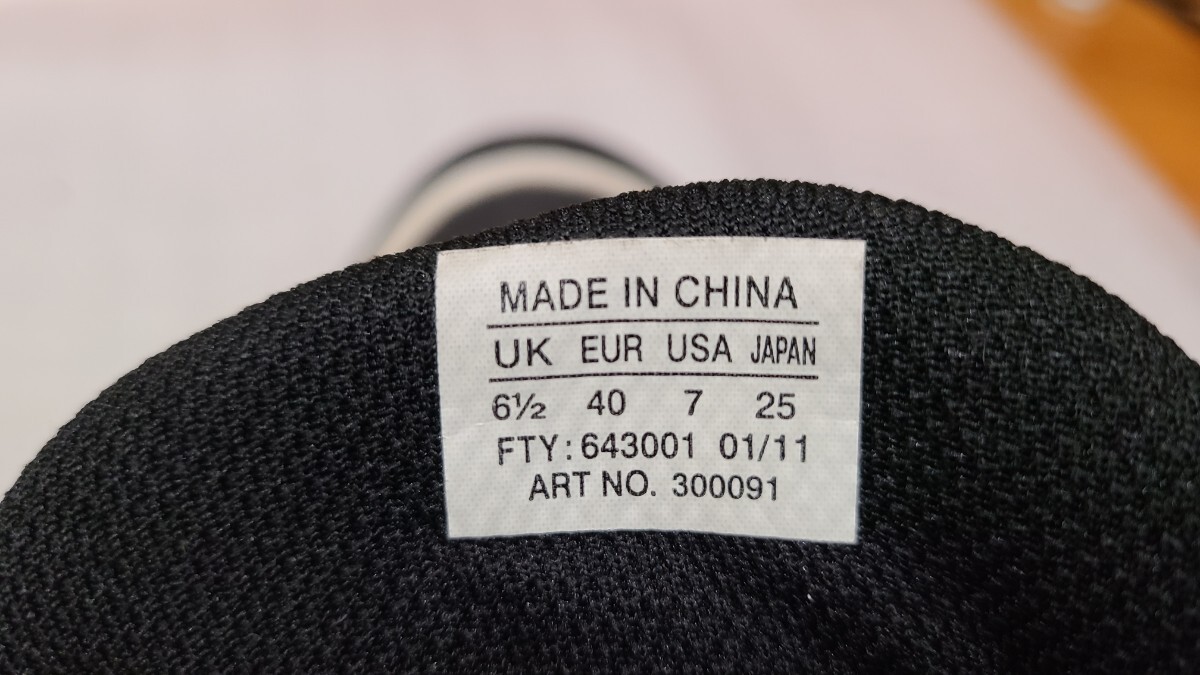 MADE IN CHINA
UK EUR USA JAPAN
6½ 40 7 25
FTY: 643001 01/11
ART NO. 300091